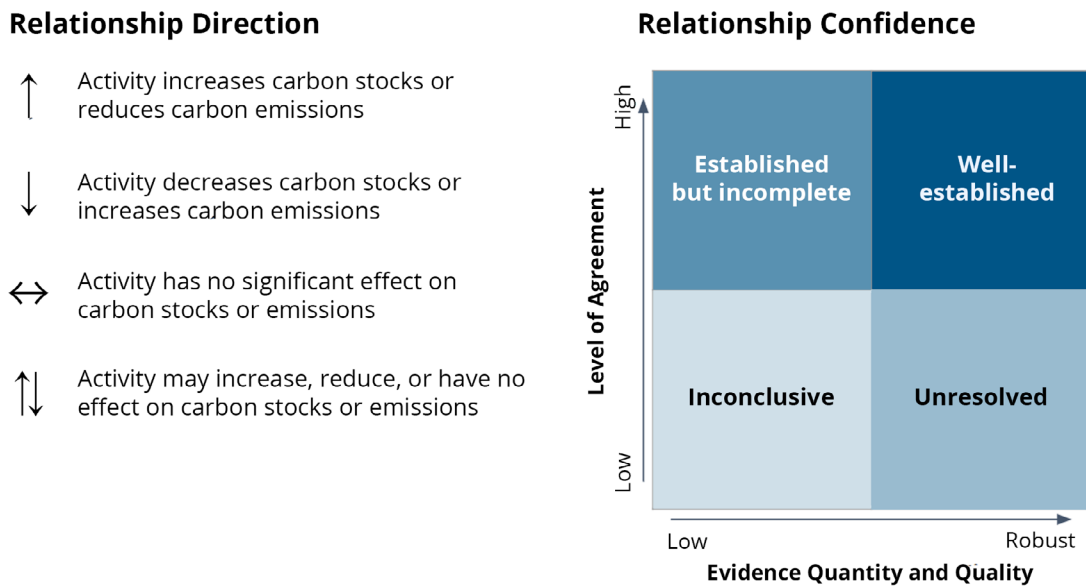 Relationship Direction
Activity increases carbon stocks or
reduces carbon emissions
Activity decreases carbon stocks or
increases carbon emissions
Activity has no significant effect on
carbon stocks or emissions
Activity may increase, reduce, or have no
effect on carbon stocks or emissions
Relationship Confidence
Level of Agreement
High
Low
Established
but incomplete
Well-
established
Inconclusive
Unresolved
Low
Robust
Evidence Quantity and Quality